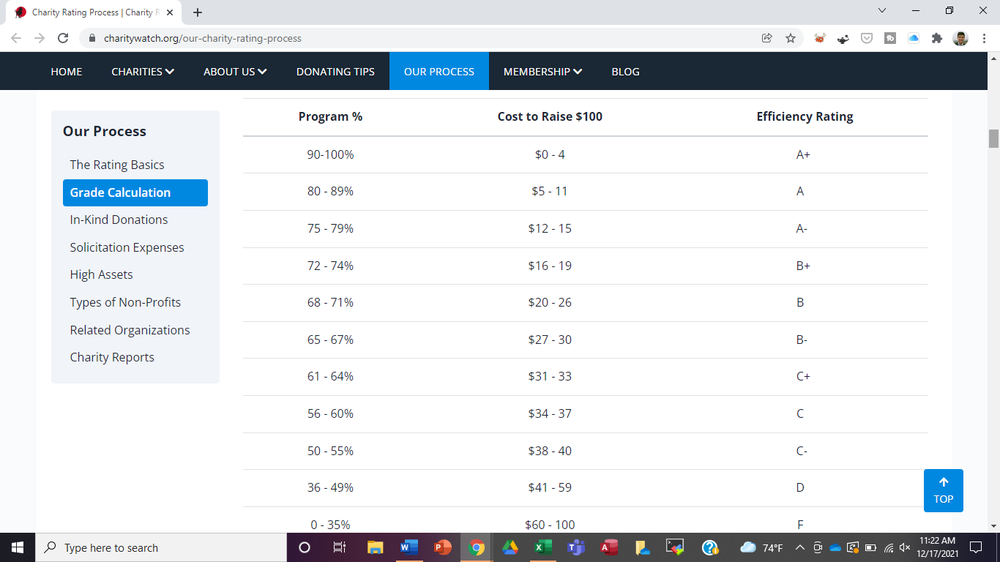 Charity Rating Process | Charity R
charitywatch.org/our-charity-rating-process
HOME CHARITIES ABOUT US DONATING TIPS OUR PROCESS MEMBERSHIP BLOG
Our Process
The Rating Basics
Grade Calculation
In-Kind Donations
Solicitation Expenses
High Assets
Types of Non-Profits
Related Organizations
Charity Reports
Program % Cost to Raise $100 Efficiency Rating
90-100% $0 - 4 A+
80 - 89% $5 - 11 A
75 - 79% $12 - 15 A-
72 - 74% $16 - 19 B+
68 - 71% $20 - 26 B
65 - 67% $27 - 30 B-
61 - 64% $31 - 33 C+
56 - 60% $34 - 37 C
50 - 55% $38 - 40 C-
36 - 49% $41 - 59 D
0 - 35% $60 - 100 F
TOP
Type here to search
74°F
11:22 AM
12/17/2021